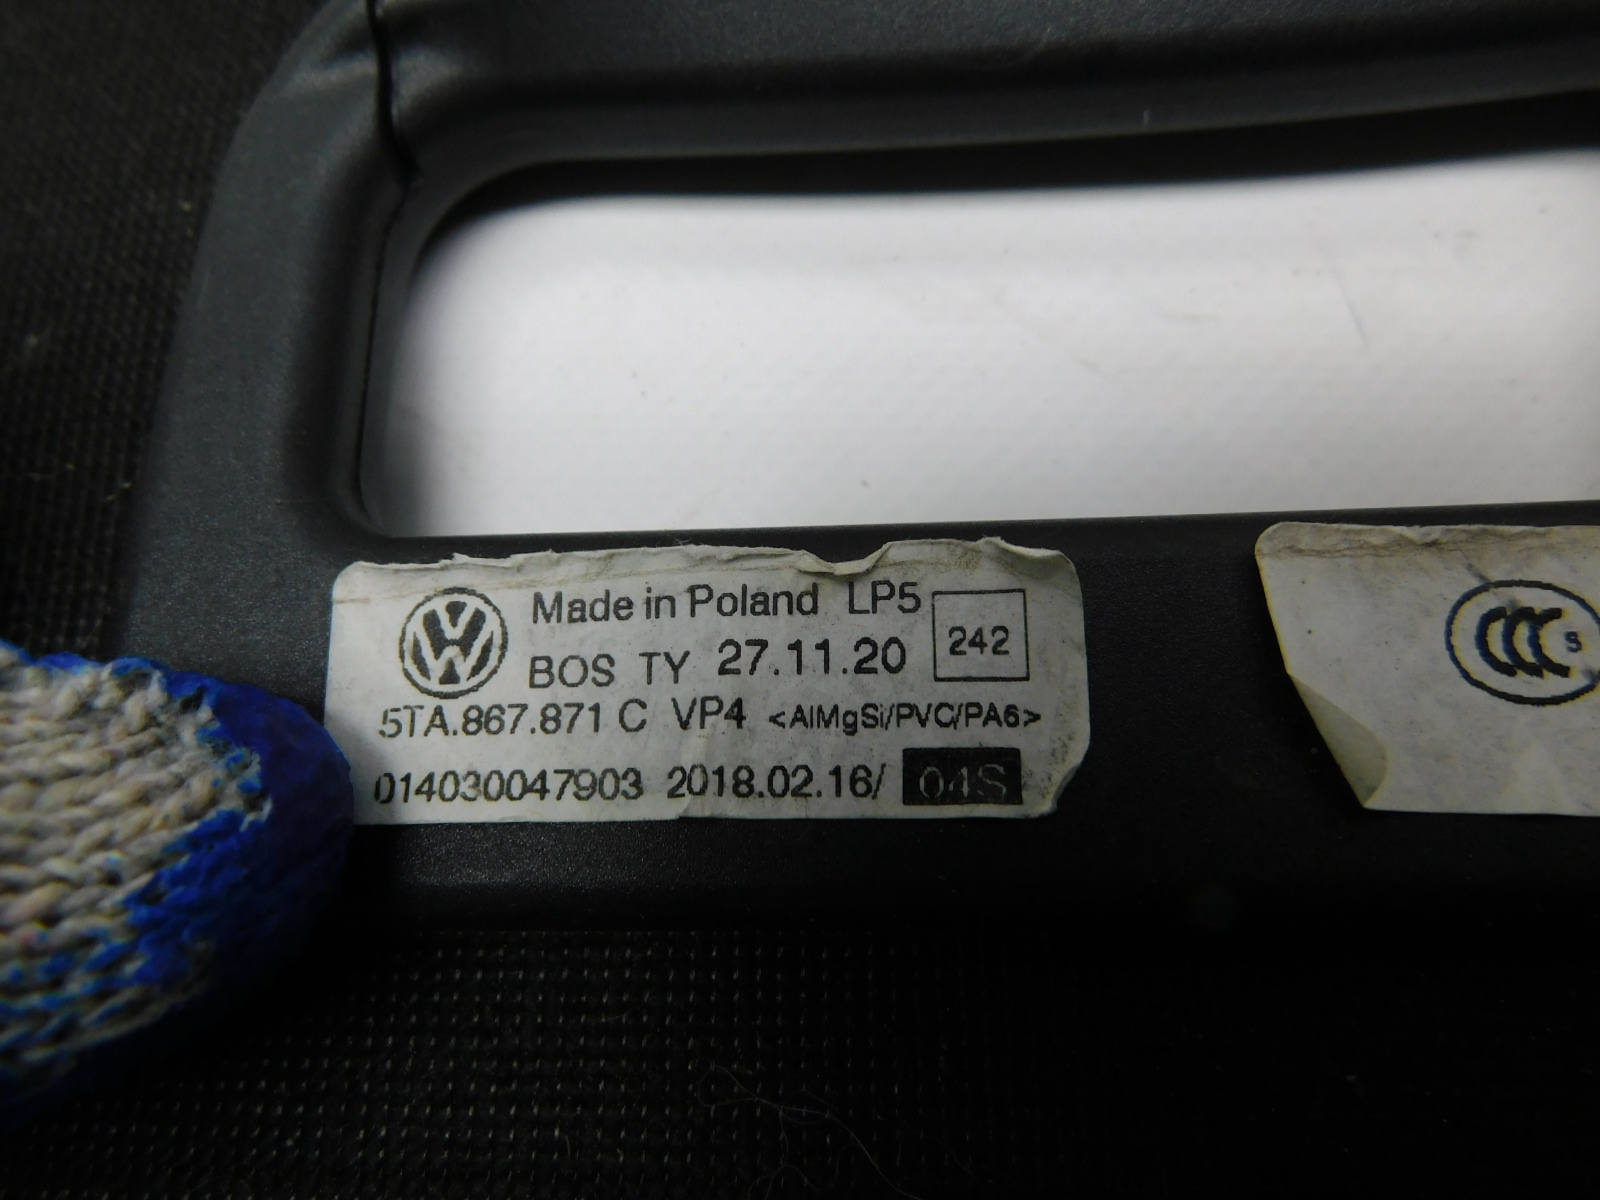 Made in Poland LP5
BOS TY 27.11.20 242
5TA.867.871 C VP4 <AlMgSi/PVC/PA6>
014030047903 2018.02.16/ 04S
CCC S